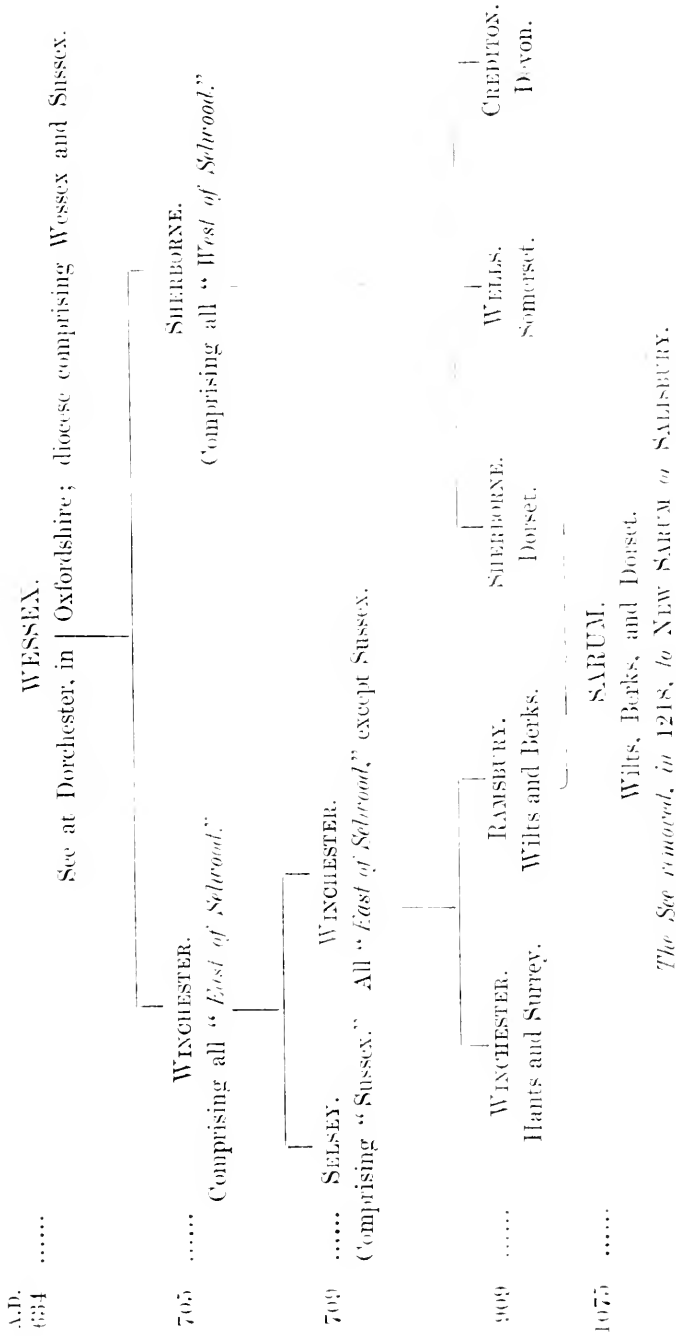 A.D.
634 ...... WESSEX.
See at Dorchester, in Oxfordshire; diocese comprising Wessex and Sussex.
705 ...... WINCHESTER. SHERBORNE.
Comprising all “East of Selwood.” Comprising all “West of Selwood.”
709 ...... SELSEY. WINCHESTER.
Comprising “Sussex.” All “East of Selwood,” except Sussex.
909 ...... WINCHESTER. RAMSBURY. SHERBORNE. WELLS. CREDITON.
Hants and Surrey. Wilts and Berks. Dorset. Somerset. Devon.
1075 ...... SARUM.
Wilts, Berks, and Dorset.
The See removed, in 1218, to NEW SARUM or SALISBURY.